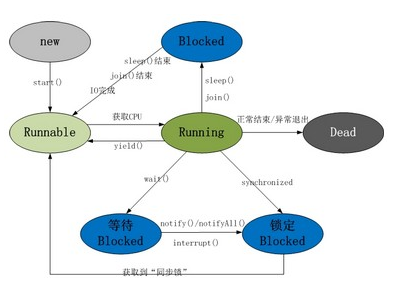 new
Blocked
sleep()结束
join()结束
IO完成
start()
sleep()
join()
Runnable
获取CPU
yield()
Running
正常结束/异常退出
Dead
wait()
synchronized
等待
Blocked
notify()/notifyAll()
interrupt()
锁定
Blocked
获取到“同步锁”